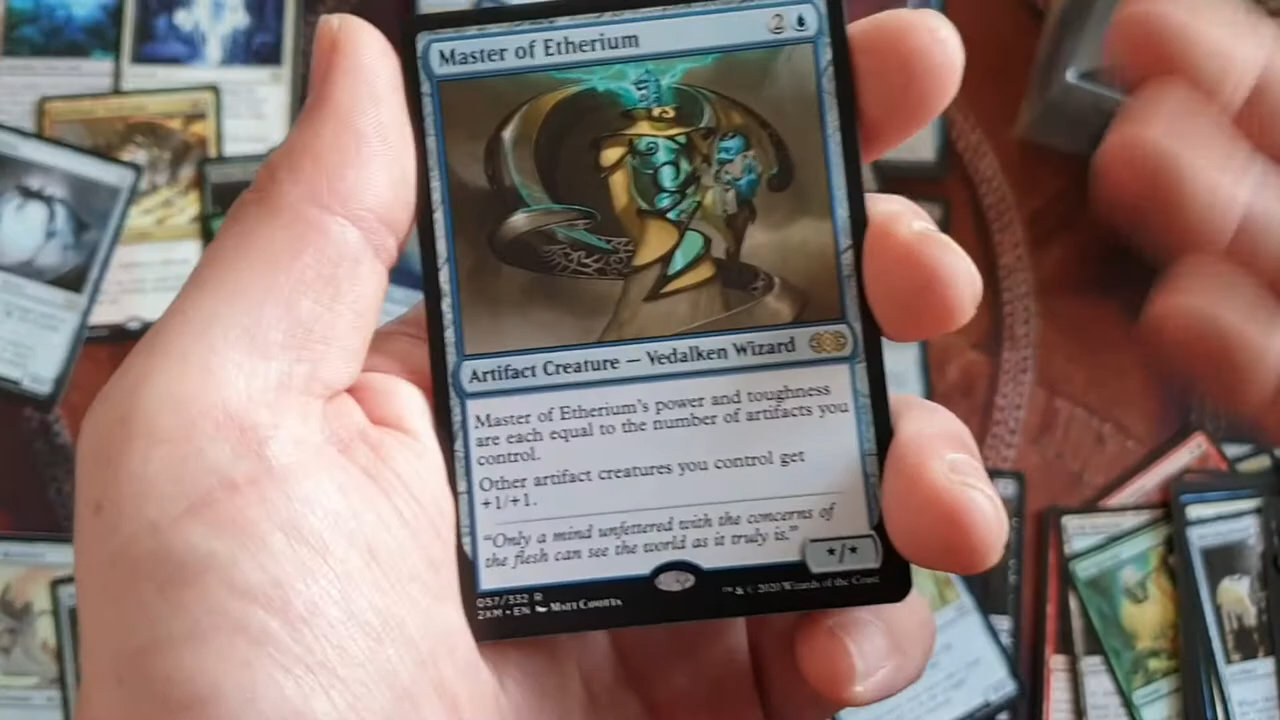 Master of Etherium 2
Artifact Creature — Vedalken Wizard
Master of Etherium's power and toughness
are each equal to the number of artifacts you
control.
Other artifact creatures you control get
+1/+1.
"Only a mind unfettered with the concerns of
the flesh can see the world as it truly is."
*/*
057/332 R
2XM • EN Matt Cavotta
™ & © 2020 Wizards of the Coast